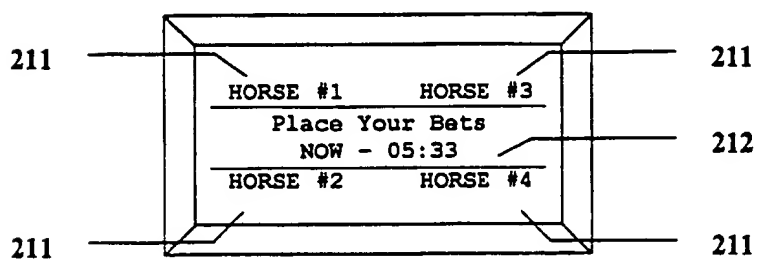 211 211
HORSE #1 HORSE #3
Place Your Bets
NOW - 05:33
212
HORSE #2 HORSE #4
211 211